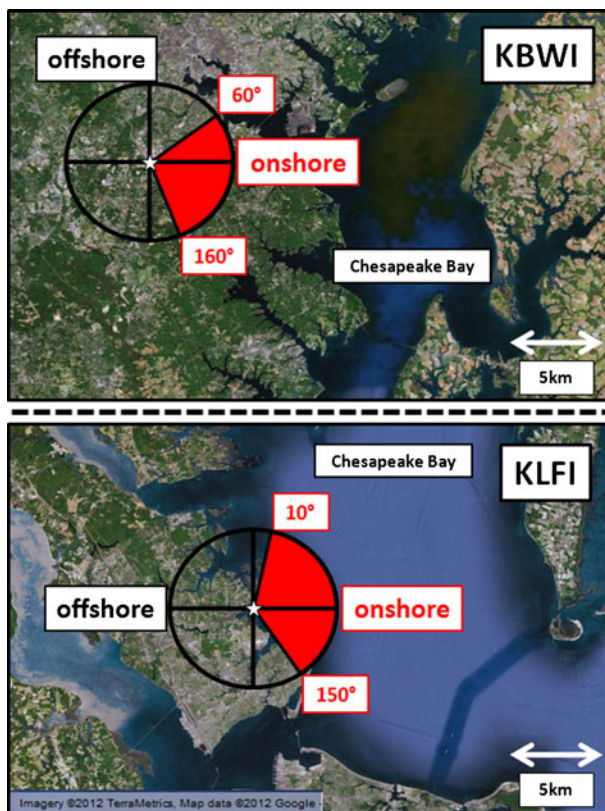 offshore
KBWI
60°
onshore
160°
Chesapeake Bay
5km
Chesapeake Bay
KLFI
10°
offshore
onshore
150°
5km
Imagery ©2012 TerraMetrics, Map data ©2012 Google -